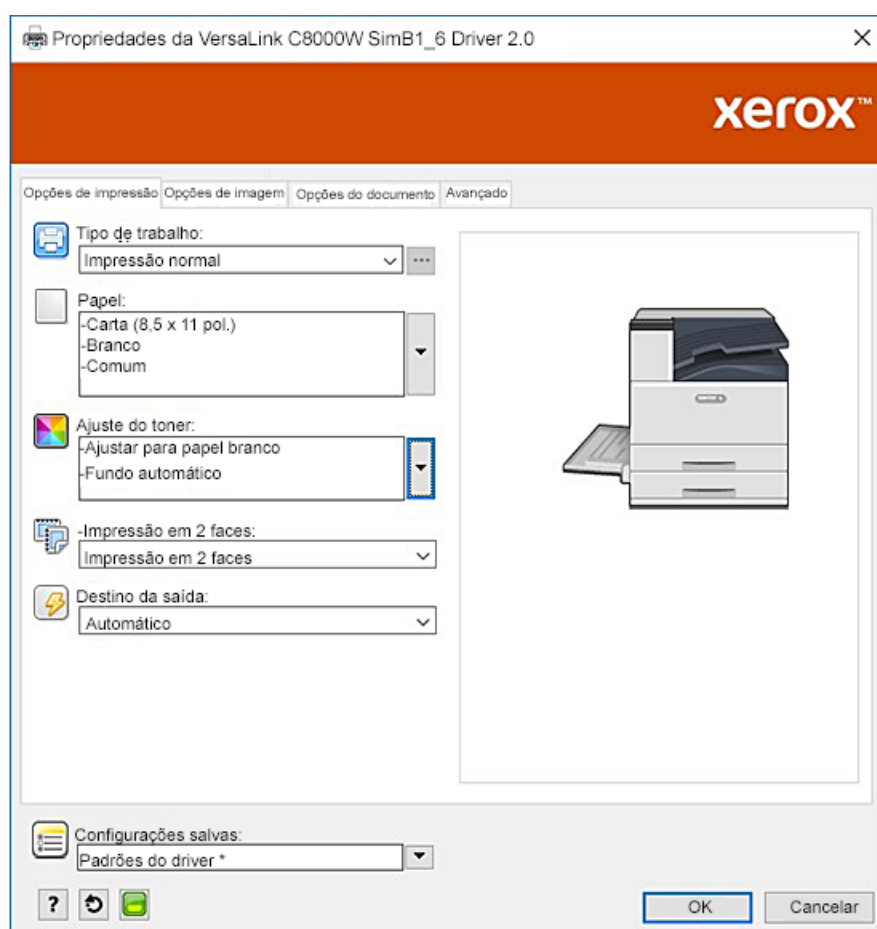 Propriedades da VersaLink C8000W SimB1_6 Driver 2.0
xerox™
Opções de impressão Opções de imagem Opções do documento Avançado
Tipo de trabalho:
Impressão normal
Papel:
-Carta (8,5 x 11 pol.)
-Branco
-Comum
Ajuste do toner:
-Ajustar para papel branco
-Fundo automático
-Impressão em 2 faces:
Impressão em 2 faces
Destino da saída:
Automático
Configurações salvas:
Padrões do driver *
?
OK Cancelar